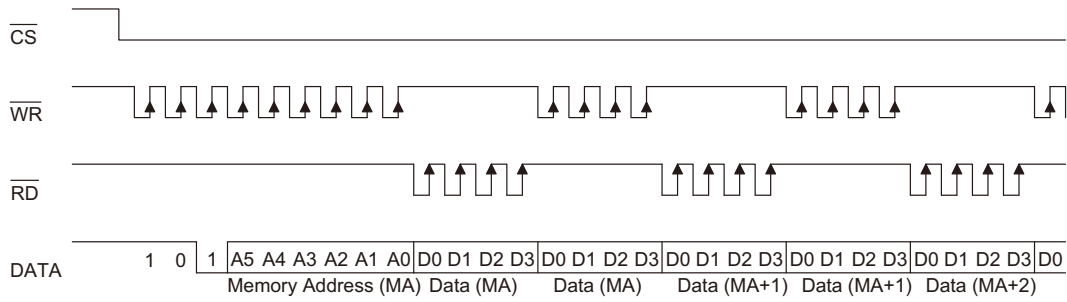 CS
WR
RD
DATA 1 0 1 A5 A4 A3 A2 A1 A0 D0 D1 D2 D3 D0 D1 D2 D3 D0 D1 D2 D3 D0 D1 D2 D3 D0 D1 D2 D3 D0
Memory Address (MA) Data (MA) Data (MA) Data (MA+1) Data (MA+1) Data (MA+2)